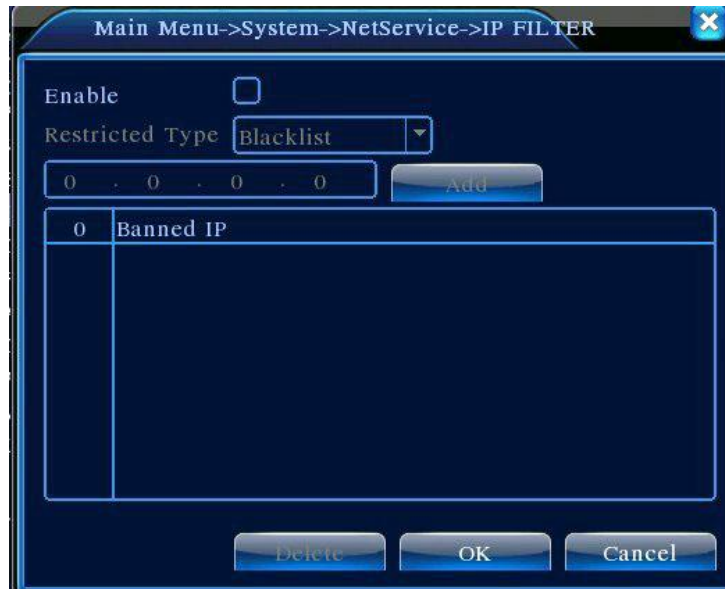 Main Menu->System->NetService->IP FILTER
Enable
Restricted Type Blacklist
0 . 0 . 0 . 0 Add
0 Banned IP
Delete OK Cancel